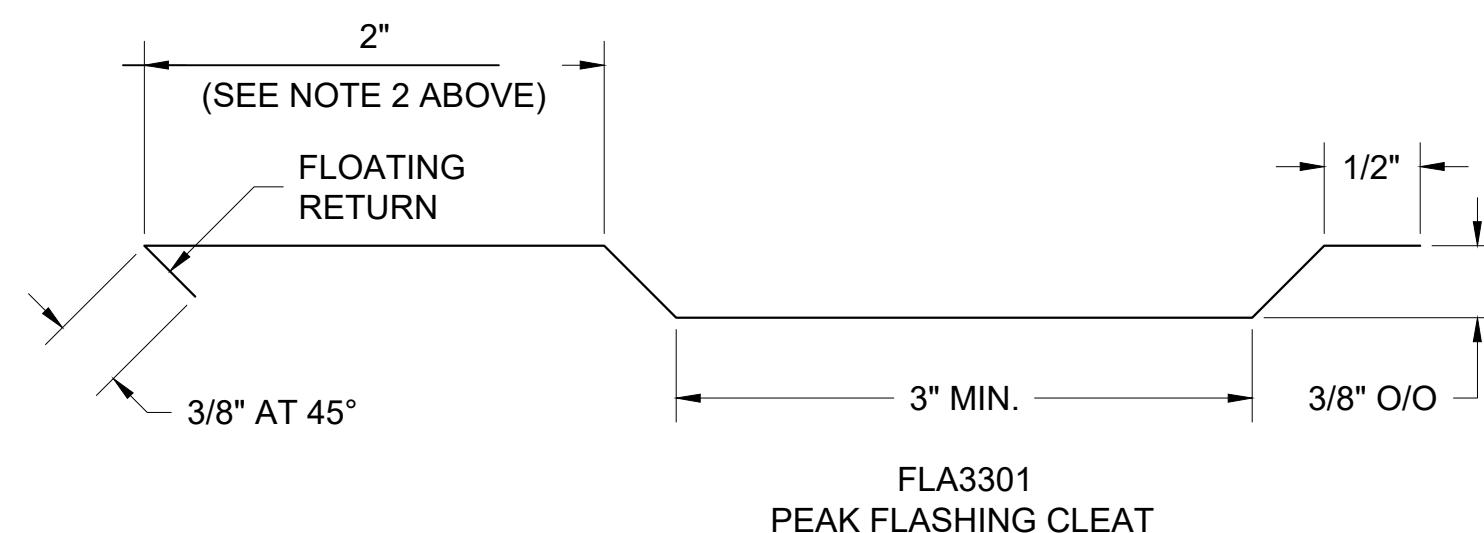 2"
(SEE NOTE 2 ABOVE)
FLOATING
RETURN
1/2"
3/8" AT 45°
3" MIN.
3/8" O/O
FLA3301
PEAK FLASHING CLEAT